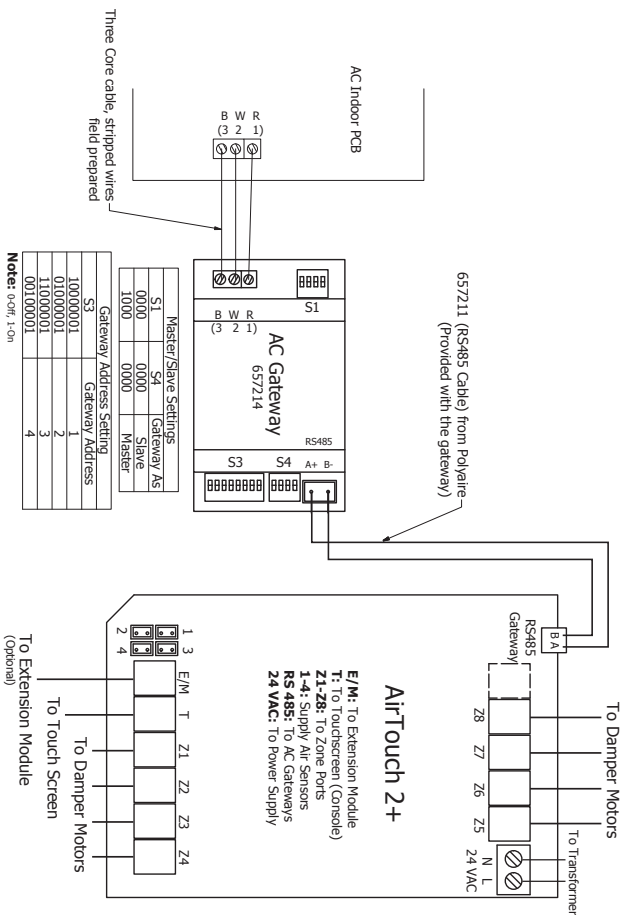 AC Indoor PCB
B W R
(3 2 1)
Three Core cable, stripped wires
field prepared
657211 (RS485 Cable) from Polyaire
(Provided with the gateway)
S1
B W R
(3 2 1)
AC Gateway
657214
RS485
S3
S4
A+ B-
Master/Slave Settings
S1 S4 Gateway As
0000 0000 Slave
1000 0000 Master
Gateway Address Setting
S3 Gateway Address
10000001 1
01000001 2
11000001 3
00100001 4
Note: 0-Off, 1-On
To Damper Motors
To Transformer
B A
RS485
Gateway
Z8
Z7
Z6
Z5
N L
24 VAC
AirTouch 2+
E/M: To Extension Module
T: To Touchscreen (Console)
Z1-Z8: To Zone Ports
1-4: Supply Air Sensors
RS 485: To AC Gateways
24 VAC: To Power Supply
1 3
2 4
E/M
T
Z1
Z2
Z3
Z4
To Damper Motors
To Touch Screen
To Extension Module
(Optional)